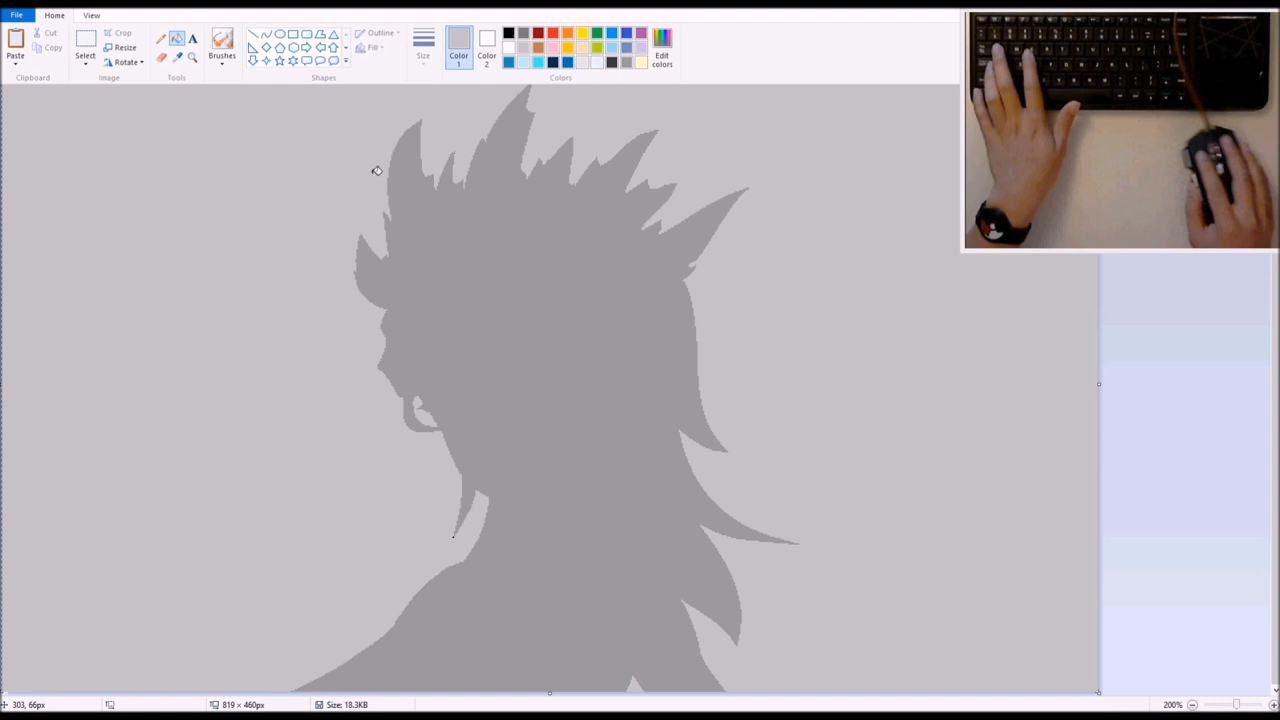 File Home View
Paste Cut Copy Clipboard
Select Crop Resize Rotate Image
A Tools
Brushes
Shapes Outline Fill
Size
Color 1
Color 2
Colors
Edit colors
303, 66px 819 × 460px Size: 18.3KB 200%